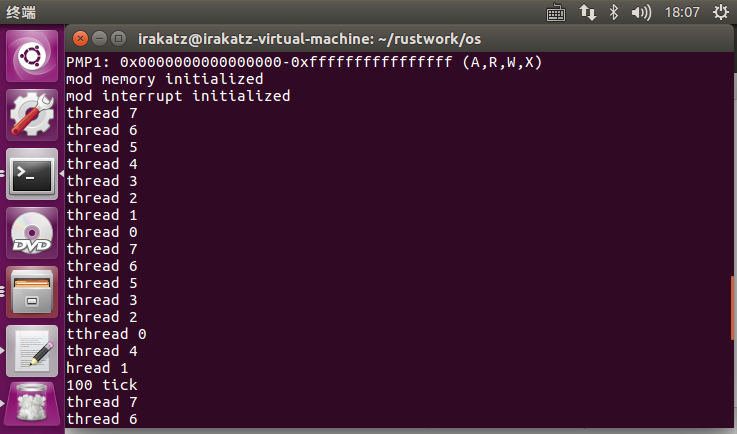 终端
18:07
irakatz@irakatz-virtual-machine: ~/rustwork/os
PMP1: 0x0000000000000000-0xffffffffffffffff (A,R,W,X)
mod memory initialized
mod interrupt initialized
thread 7
thread 6
thread 5
thread 4
thread 3
thread 2
thread 1
thread 0
thread 7
thread 6
thread 5
thread 3
thread 2
tthread 0
thread 4
hread 1
100 tick
thread 7
thread 6
DVD